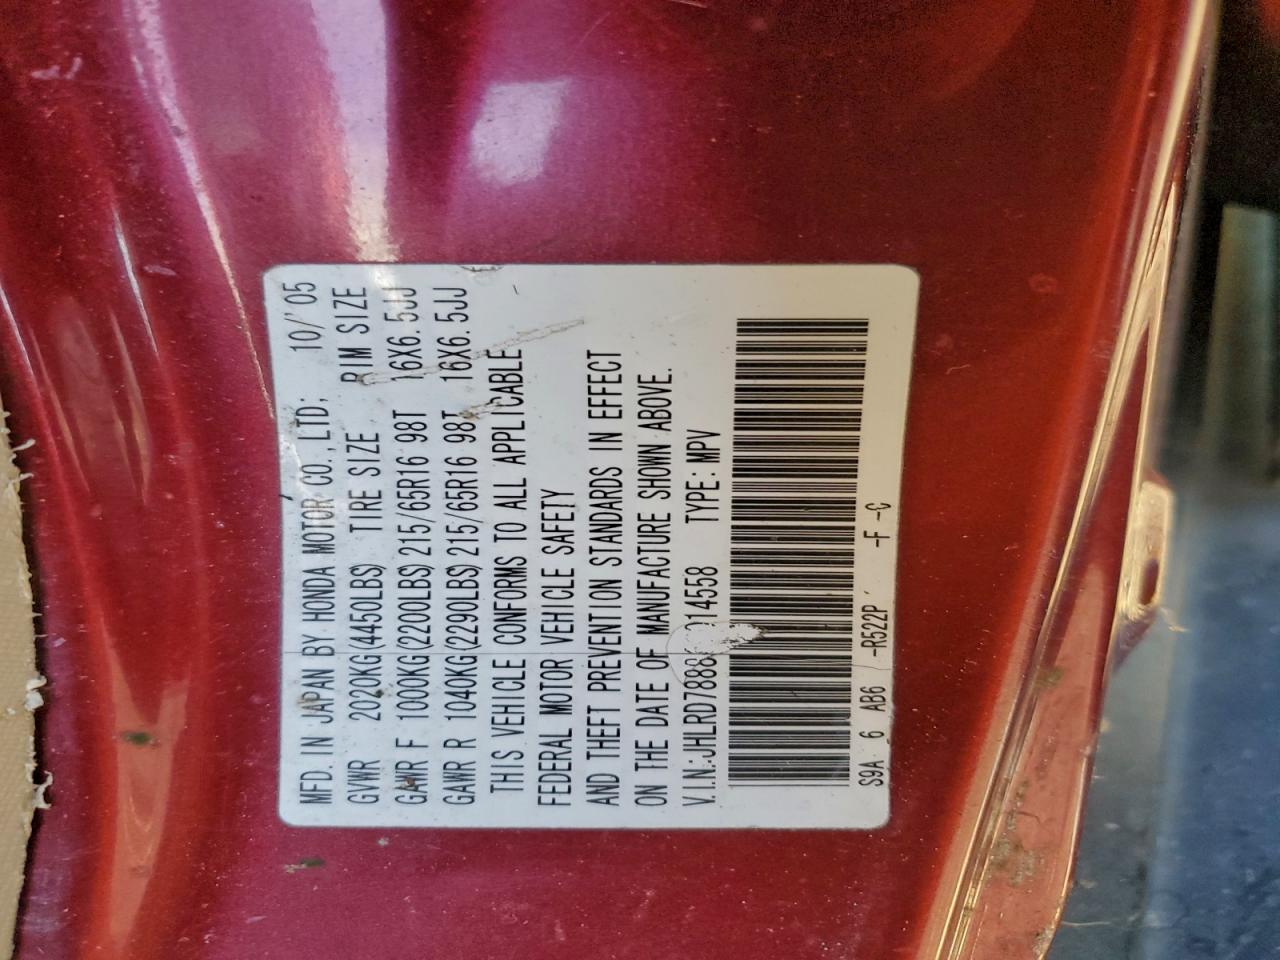 MFD. IN JAPAN BY HONDA MOTOR CO.,LTD; 10/'05
GVWR 2020KG(4450LBS) TIRE SIZE RIM SIZE
GAWR F 1000KG(2200LBS)215/65R16 98T 16X6.5JJ
GAWR R 1040KG(2290LBS)215/65R16 98T 16X6.5JJ
THIS VEHICLE CONFORMS TO ALL APPLICABLE
FEDERAL MOTOR VEHICLE SAFETY
AND THEFT PREVENTION STANDARDS IN EFFECT
ON THE DATE OF MANUFACTURE SHOWN ABOVE.
V.I.N: TYPE: MPV
S9A 6 AB6 -R522P -F -C